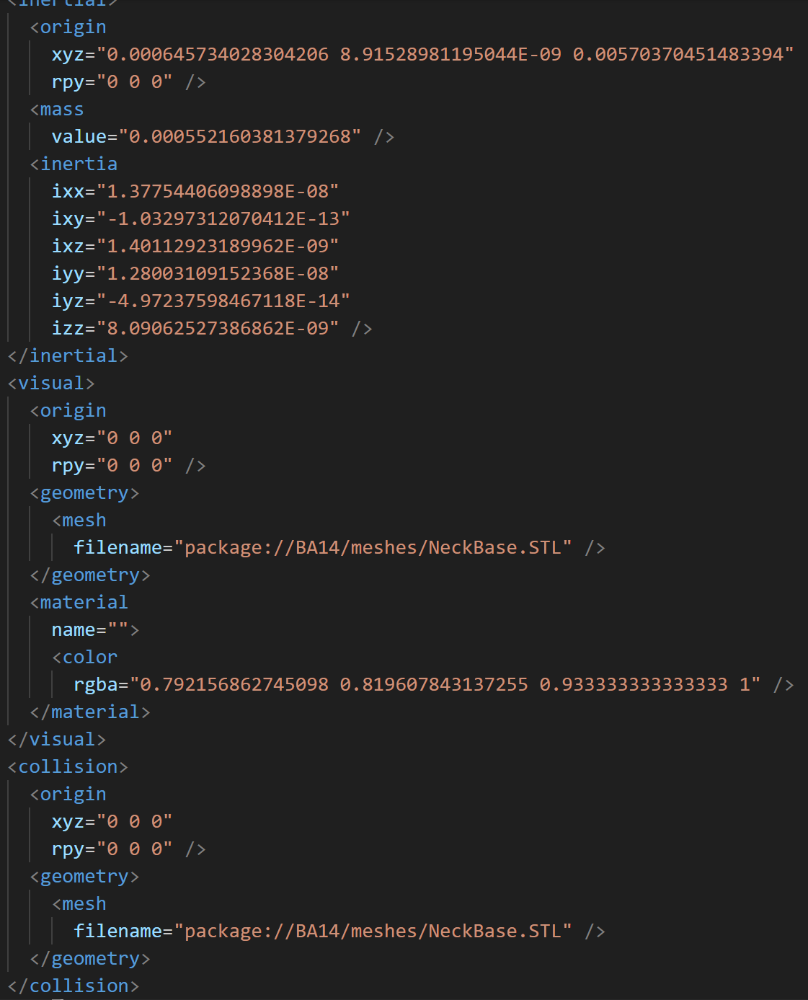 <inertial>
<origin
xyz="0.000645734028304206 8.91528981195044E-09 0.00570370451483394"
rpy="0 0 0" />
<mass
value="0.000552160381379268" />
<inertia
ixx="1.37754406098898E-08"
ixy="-1.03297312070412E-13"
ixz="1.40112923189962E-09"
iyy="1.28003109152368E-08"
iyz="-4.97237598467118E-14"
izz="8.09062527386862E-09" />
</inertial>
<visual>
<origin
xyz="0 0 0"
rpy="0 0 0" />
<geometry>
<mesh
filename="package://BA14/meshes/NeckBase.STL" />
</geometry>
<material
name="">
<color
rgba="0.792156862745098 0.819607843137255 0.933333333333333 1" />
</material>
</visual>
<collision>
<origin
xyz="0 0 0"
rpy="0 0 0" />
<geometry>
<mesh
filename="package://BA14/meshes/NeckBase.STL" />
</geometry>
</collision>